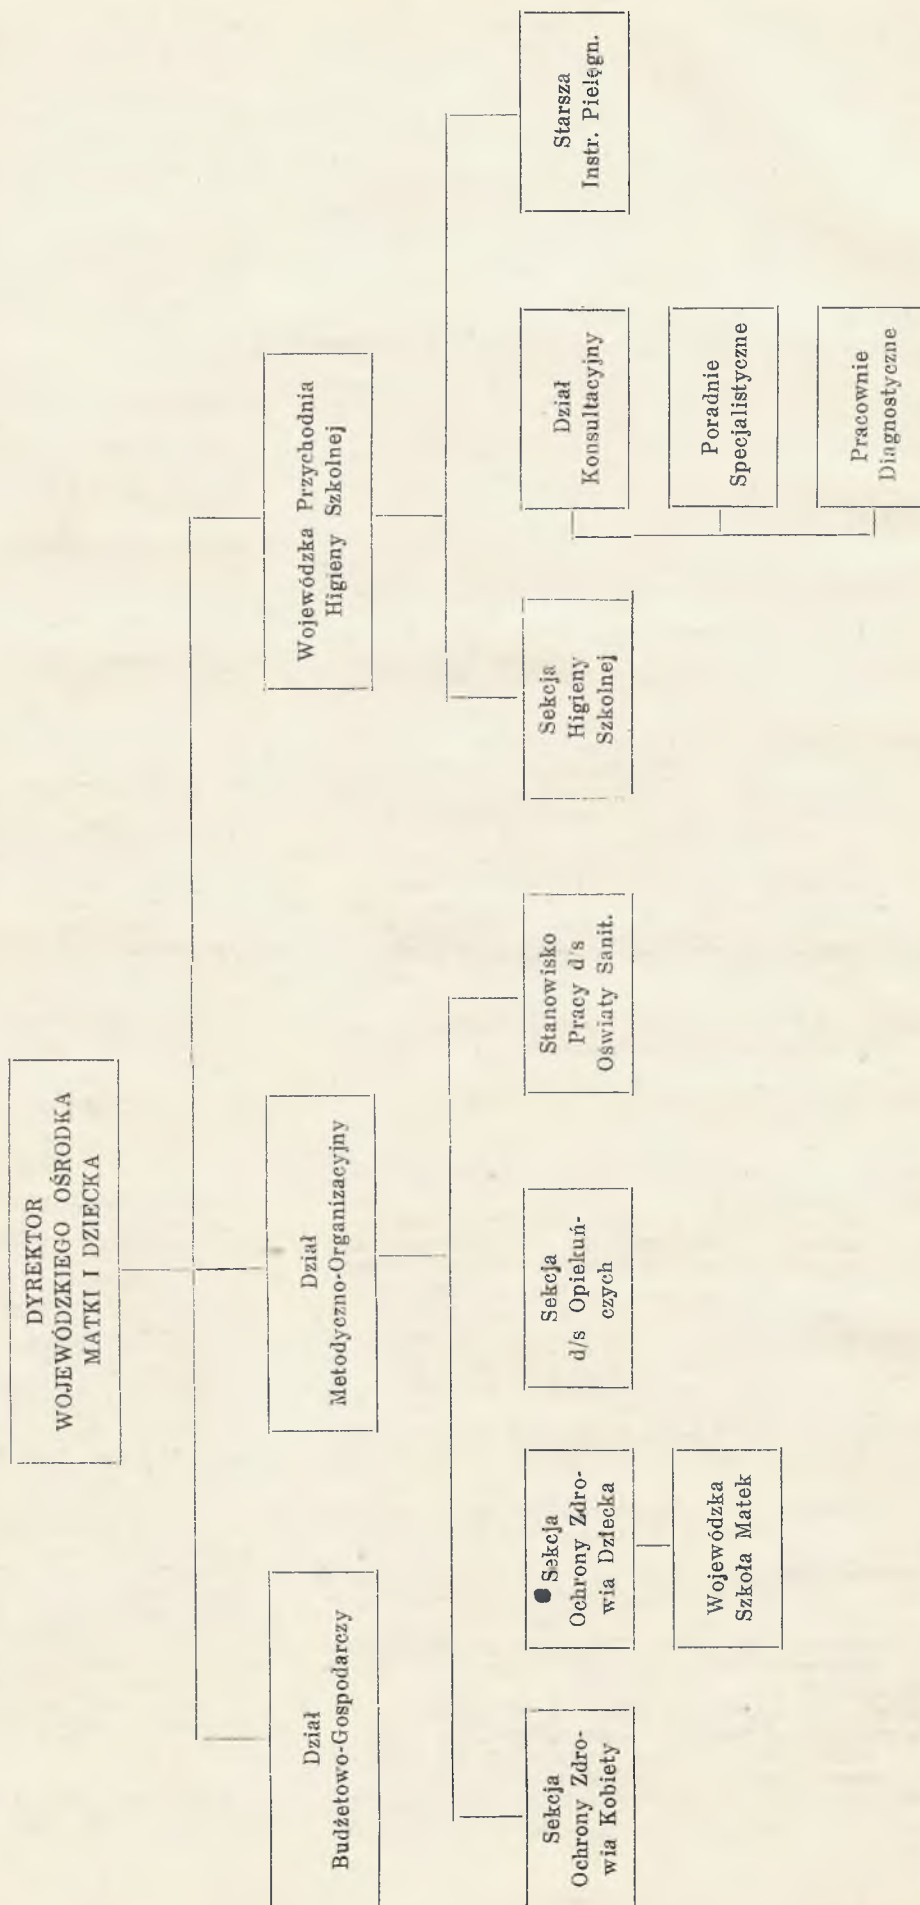 DYREKTOR
WOJEWÓDZKIEGO OŚRODKA
MATKI I DZIECKA
Dział
Budżetowo-Gospodarczy
Dział
Metodyczno-Organizacyjny
Wojewódzka Przychodnia
Higieny Szkolnej
Sekcja
Ochrony Zdro-
wia Kobiety
Sekcja
Ochrony Zdro-
wia Dziecka
Sekcja
d/s Opiekuń-
czych
Stanowisko
Pracy d's
Oświaty Sanit.
Sekcja
Higieny
Szkolnej
Dział
Konsultacyjny
Starsza
Instr. Pielęgn.
Wojewódzka
Szkoła Matek
Poradnie
Specjalistyczne
Pracownie
Diagnostyczne